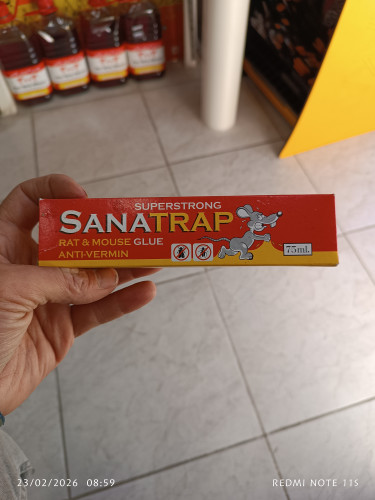 SUPERSTRONG
SANATRAP
RAT & MOUSE GLUE
ANTI-VERMIN
75ml.
23/02/2026 08:59
REDMI NOTE 11S